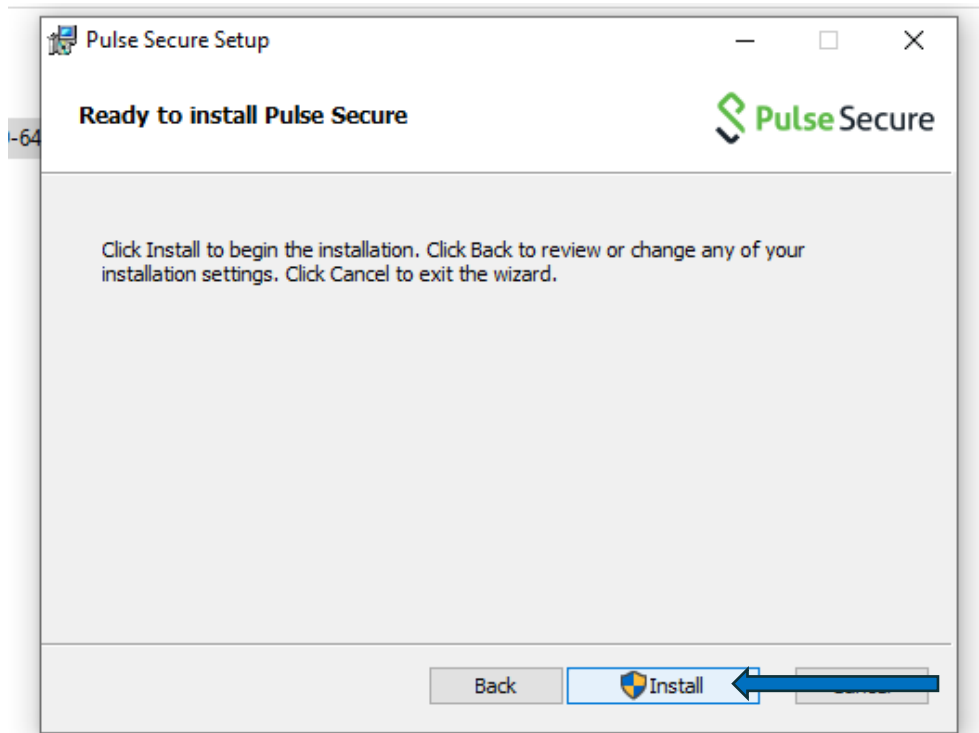 Pulse Secure Setup
Ready to install Pulse Secure
Pulse Secure
-64
Click Install to begin the installation. Click Back to review or change any of your
installation settings. Click Cancel to exit the wizard.
Back
Install